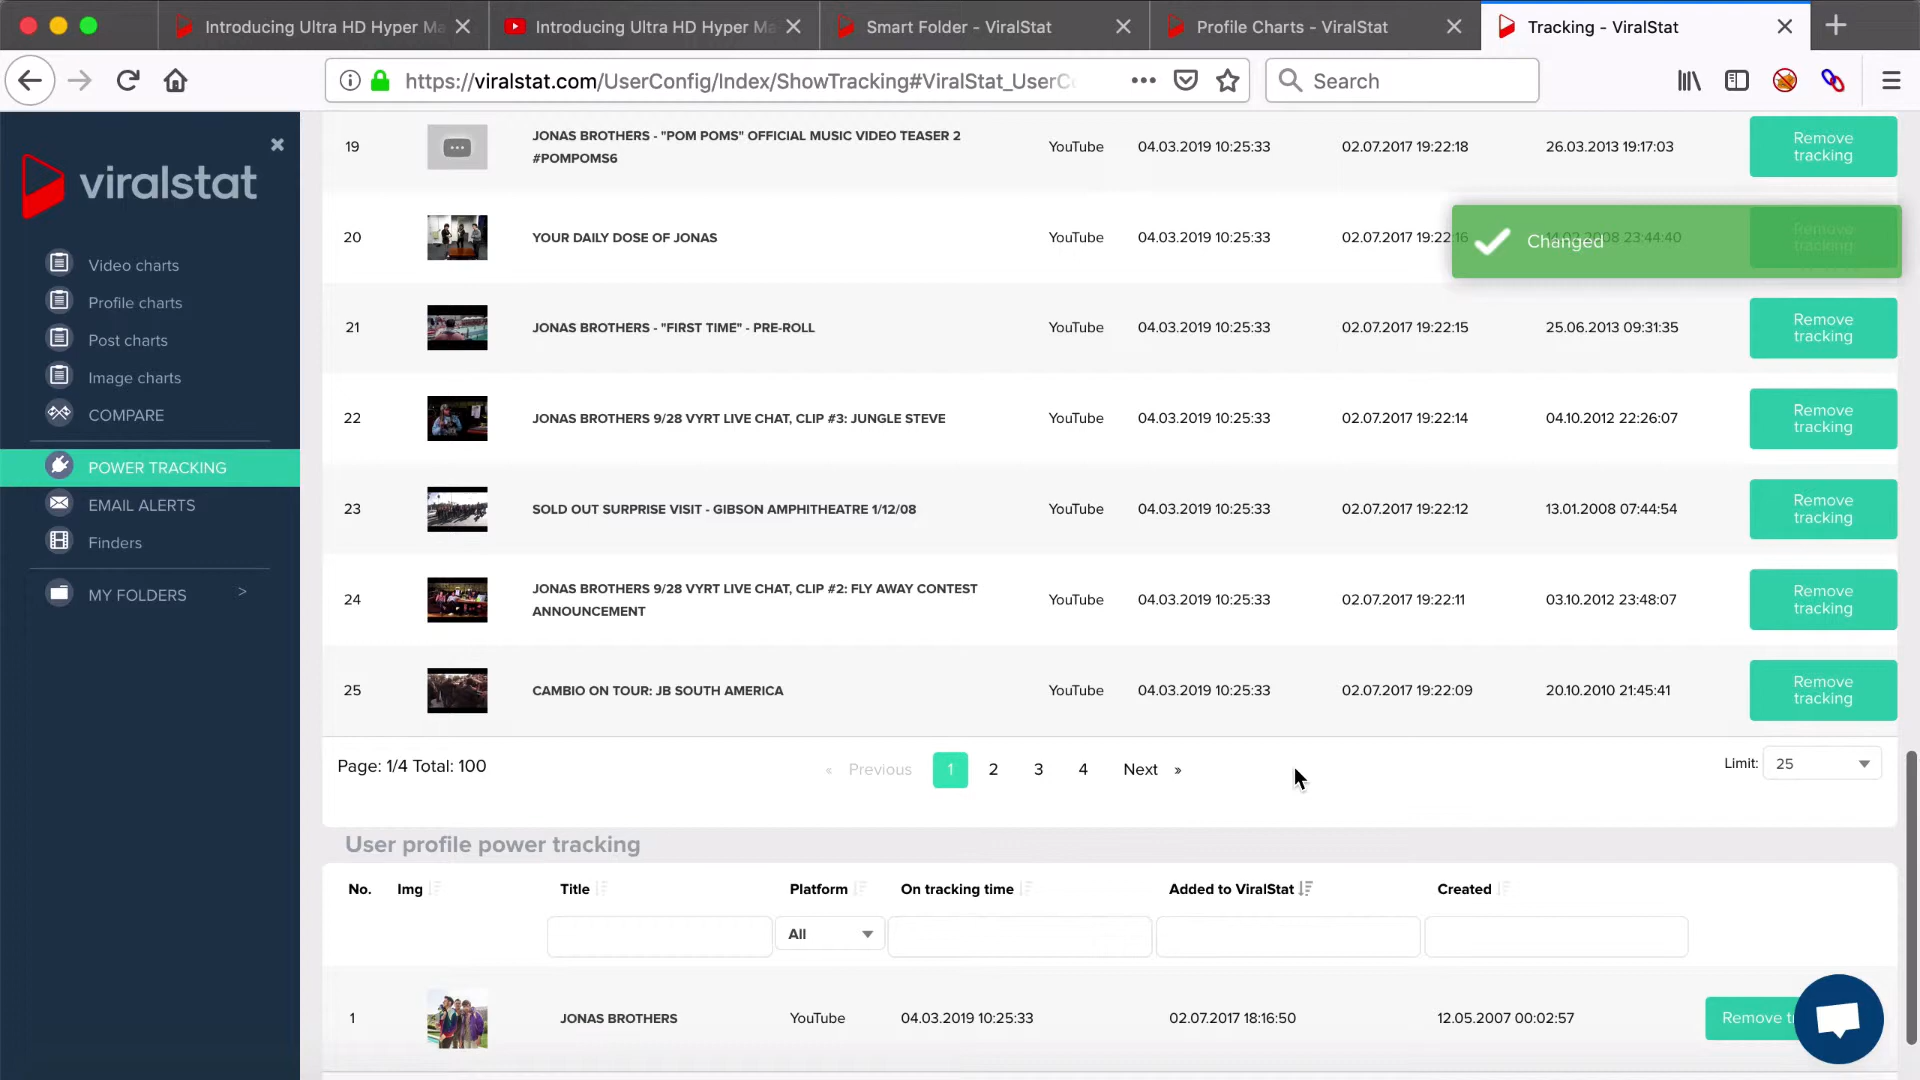 Introducing Ultra HD Hyper Ma
Introducing Ultra HD Hyper Ma
Smart Folder - ViralStat
Profile Charts - ViralStat
Tracking - ViralStat
https://viralstat.com/UserConfig/Index/ShowTracking#ViralStat_UserCo
Search
viralstat
Video charts
Profile charts
Post charts
Image charts
COMPARE
POWER TRACKING
EMAIL ALERTS
Finders
MY FOLDERS >
19 JONAS BROTHERS - "POM POMS" OFFICIAL MUSIC VIDEO TEASER 2 YouTube 04.03.2019 10:25:33 02.07.2017 19:22:18 26.03.2013 19:17:03 Remove
#POMPOMS6 tracking
20 YOUR DAILY DOSE OF JONAS YouTube 04.03.2019 10:25:33 02.07.2017 19:22:16 14.02.2008 23:44:40 Remove
tracking
Changed
21 JONAS BROTHERS - "FIRST TIME" - PRE-ROLL YouTube 04.03.2019 10:25:33 02.07.2017 19:22:15 25.06.2013 09:31:35 Remove
tracking
22 JONAS BROTHERS 9/28 VYRT LIVE CHAT, CLIP #3: JUNGLE STEVE YouTube 04.03.2019 10:25:33 02.07.2017 19:22:14 04.10.2012 22:26:07 Remove
tracking
23 SOLD OUT SURPRISE VISIT - GIBSON AMPHITHEATRE 1/12/08 YouTube 04.03.2019 10:25:33 02.07.2017 19:22:12 13.01.2008 07:44:54 Remove
tracking
24 JONAS BROTHERS 9/28 VYRT LIVE CHAT, CLIP #2: FLY AWAY CONTEST YouTube 04.03.2019 10:25:33 02.07.2017 19:22:11 03.10.2012 23:48:07 Remove
ANNOUNCEMENT tracking
25 CAMBIO ON TOUR: JB SOUTH AMERICA YouTube 04.03.2019 10:25:33 02.07.2017 19:22:09 20.10.2010 21:45:41 Remove
tracking
Page: 1/4 Total: 100 « Previous 1 2 3 4 Next » Limit: 25
User profile power tracking
No. Img Title Platform On tracking time Added to ViralStat Created
All
1 JONAS BROTHERS YouTube 04.03.2019 10:25:33 02.07.2017 18:16:50 12.05.2007 00:02:57 Remove t